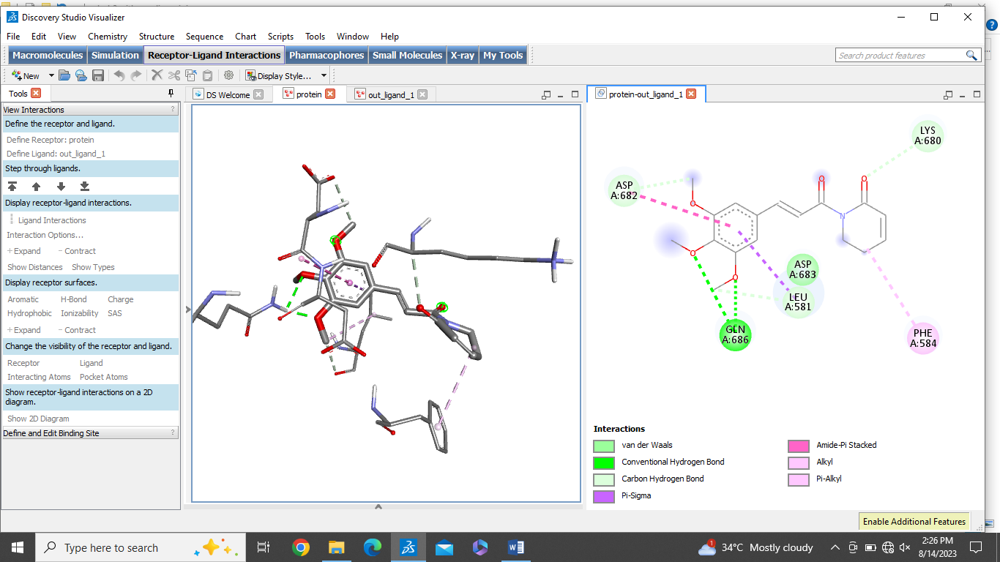 Discovery Studio Visualizer
File Edit View Chemistry Structure Sequence Chart Scripts Tools Window Help
Macromolecules Simulation Receptor-Ligand Interactions Pharmacophores Small Molecules X-ray My Tools
Search product features
New Display Style...
Tools
DS Welcome protein out_ligand_1
protein-out_ligand_1
View Interactions ?
Define the receptor and ligand.
Define Receptor: protein
Define Ligand: out_ligand_1
Step through ligands.
Display receptor-ligand interactions.
Ligand Interactions
Interaction Options...
+ Expand − Contract
Show Distances Show Types
Display receptor surfaces.
Aromatic H-Bond Charge
Hydrophobic Ionizability SAS
+ Expand − Contract
Change the visibility of the receptor and ligand.
Receptor Ligand
Interacting Atoms Pocket Atoms
Show receptor-ligand interactions on a 2D
diagram.
Show 2D Diagram
Define and Edit Binding Site ?
LYS
A:680
ASP
A:682
O
O
O
N
O
O
ASP
A:683
LEU
A:581
GLN
A:686
PHE
A:584
Interactions
van der Waals
Conventional Hydrogen Bond
Carbon Hydrogen Bond
Pi-Sigma
Amide-Pi Stacked
Alkyl
Pi-Alkyl
Enable Additional Features
Type here to search
1
34°C Mostly cloudy
2:26 PM
8/14/2023